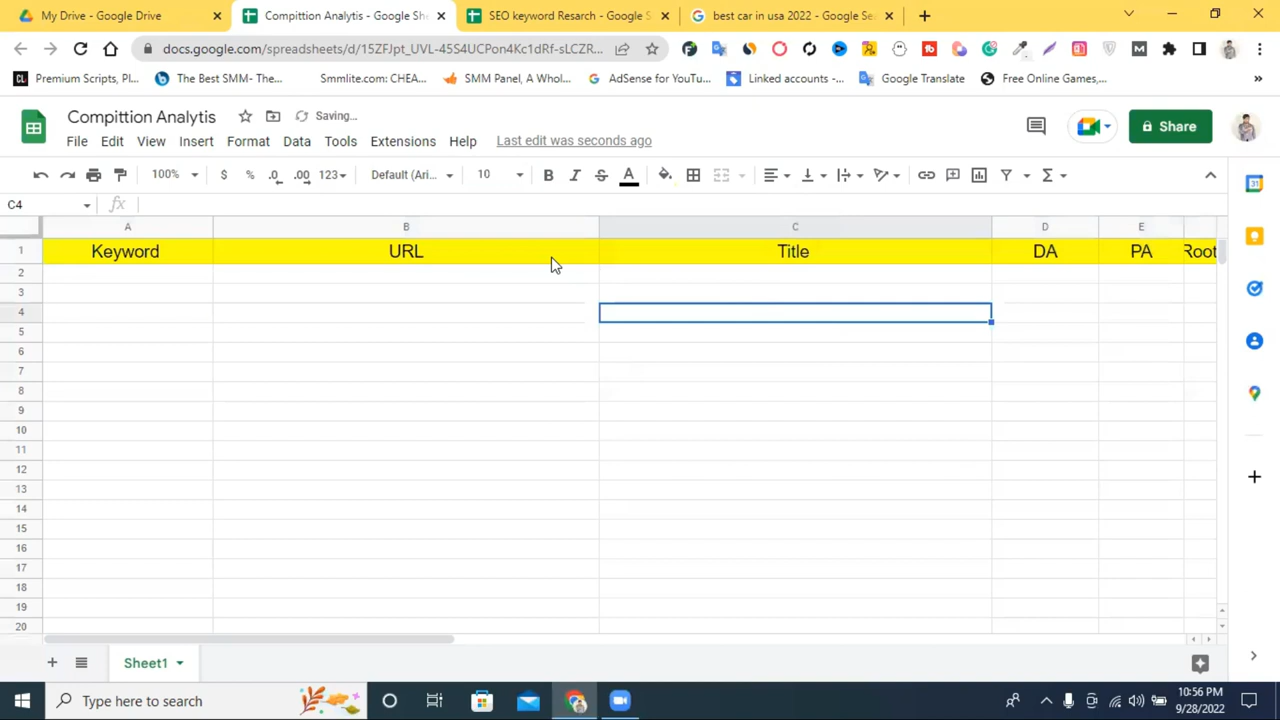 My Drive - Google Drive
Compittion Analytis - Google She
SEO keyword Resarch - Google S
best car in usa 2022 - Google Sea
docs.google.com/spreadsheets/d/15ZFJpt_UVL-45S4UCPon4Kc1dRf-sLCZR...
Premium Scripts, Pl...
The Best SMM- The...
Smmlite.com: CHEA...
SMM Panel, A Whol...
AdSense for YouTu...
Linked accounts -...
Google Translate
Free Online Games,...
»
Compittion Analytis
Saving...
File Edit View Insert Format Data Tools Extensions Help Last edit was seconds ago
Share
100% $ % .0 .00 123 Default (Ari... 10 B I S A
C4 fx
A B C D E
1 Keyword URL Title DA PA Root
2
3
4
5
6
7
8
9
10
11
12
13
14
15
16
17
18
19
20
Sheet1
Type here to search
10:56 PM
9/28/2022